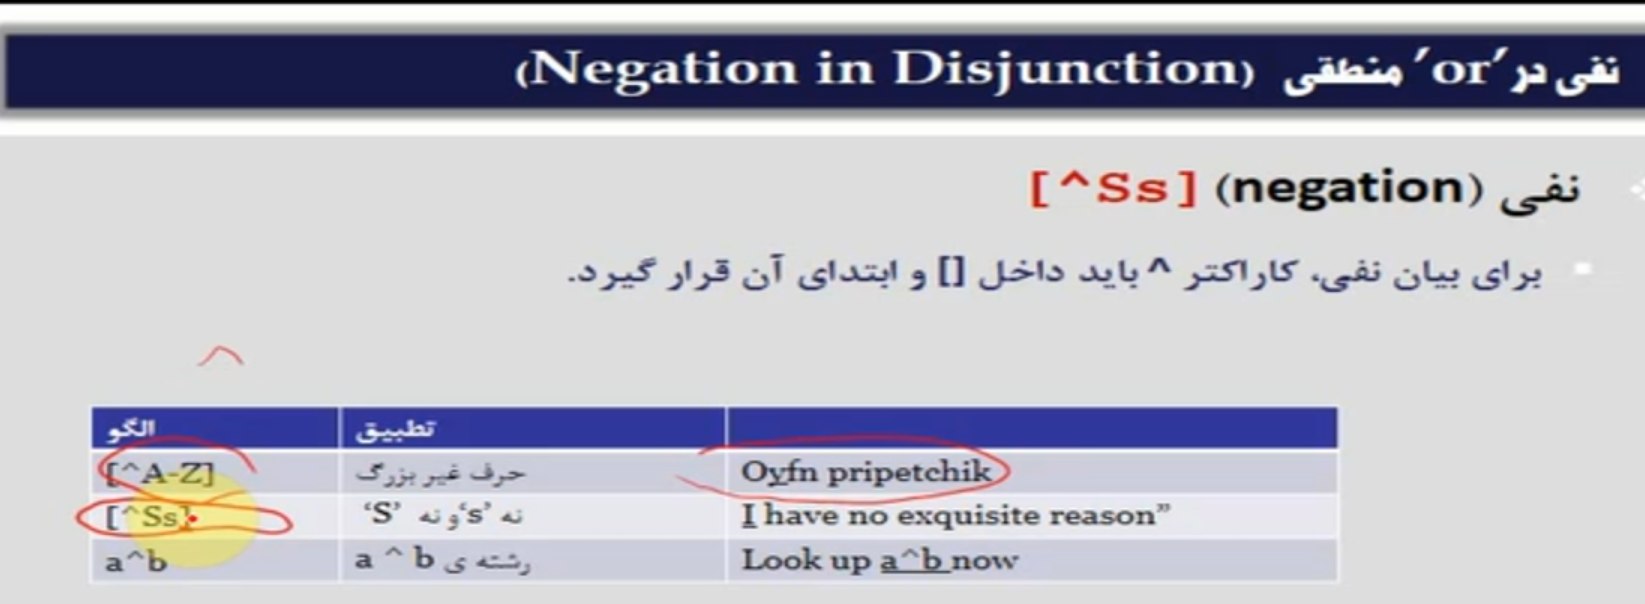 نفی در 'or' منطقی (Negation in Disjunction)
نفی (negation) [^Ss]
برای بیان نفی، کاراکتر ^ باید داخل [] و ابتدای آن قرار گیرد.
الگو تطبیق
[^A-Z] حرف غیر بزرگ Oyfn pripetchik
[^Ss] نه 's' و نه 'S' I have no exquisite reason”
a^b رشته ی a ^ b Look up a^b now